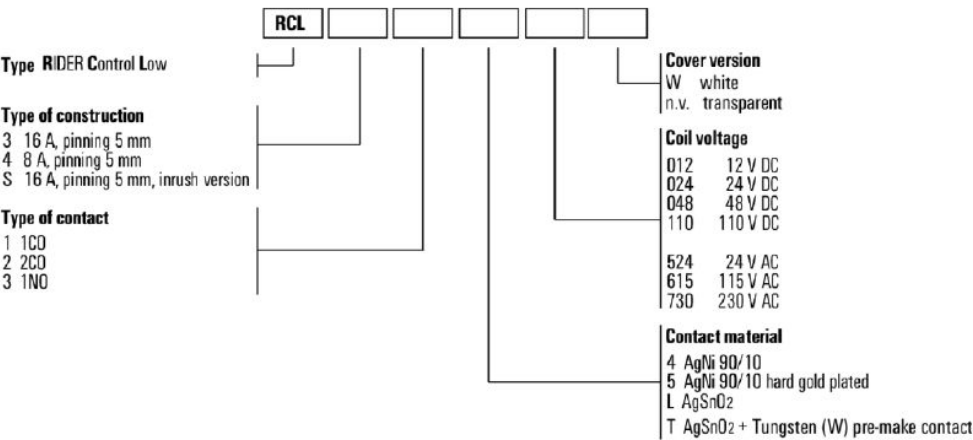 RCL
Type RIDER Control Low
Type of construction
3 16 A, pinning 5 mm
4 8 A, pinning 5 mm
S 16 A, pinning 5 mm, inrush version
Type of contact
1 1CO
2 2CO
3 1NO
Cover version
W white
n.v. transparent
Coil voltage
012 12 V DC
024 24 V DC
048 48 V DC
110 110 V DC
524 24 V AC
615 115 V AC
730 230 V AC
Contact material
4 AgNi 90/10
5 AgNi 90/10 hard gold plated
L AgSnO2
T AgSnO2 + Tungsten (W) pre-make contact